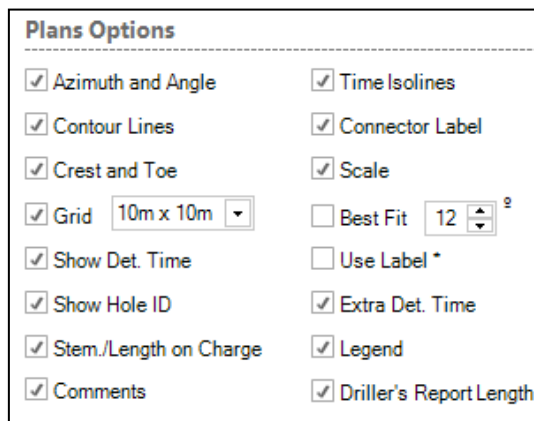 Plans Options
Azimuth and Angle
Time Isolines
Contour Lines
Connector Label
Crest and Toe
Scale
Grid 10m x 10m
Best Fit 12 º
Show Det. Time
Use Label *
Show Hole ID
Extra Det. Time
Stem./Length on Charge
Legend
Comments
Driller's Report Length